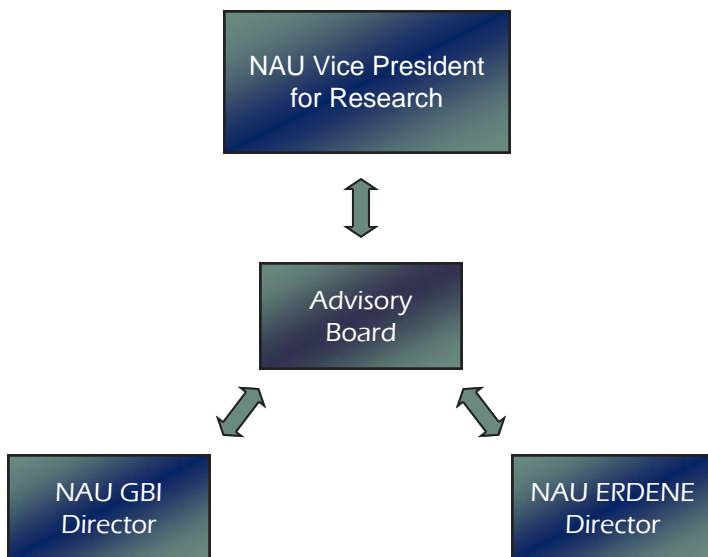 NAU Vice President
for Research
Advisory
Board
NAU GBI
Director
NAU ERDENE
Director